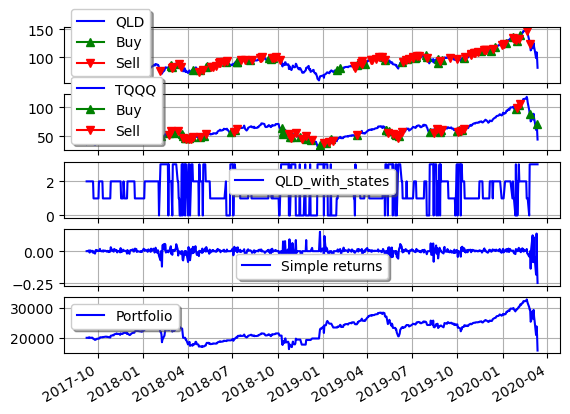 QLD
Buy
Sell
150
100
TQQQ
Buy
Sell
100
50
QLD_with_states
2
0
Simple returns
0.00
−0.25
Portfolio
30000
20000
2017-10
2018-01
2018-04
2018-07
2018-10
2019-01
2019-04
2019-07
2019-10
2020-01
2020-04